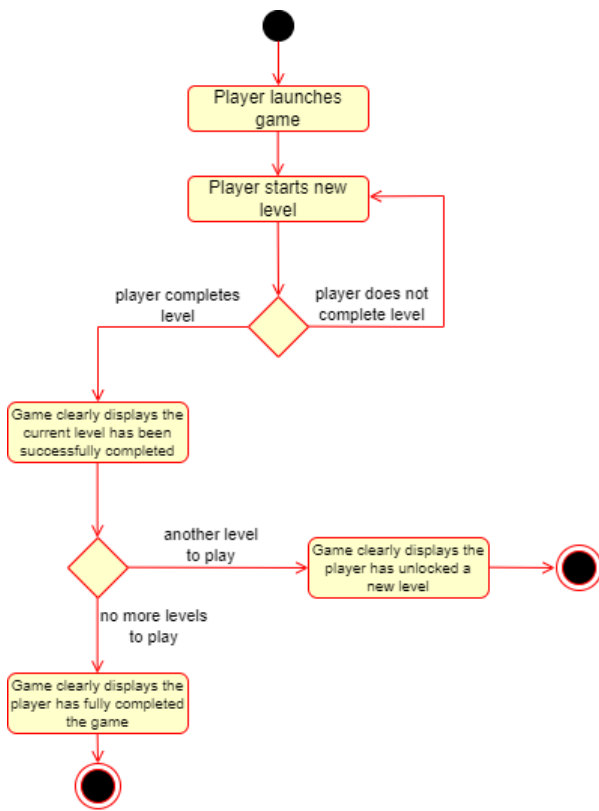 Player launches
game
Player starts new
level
player completes
level
player does not
complete level
Game clearly displays the
current level has been
successfully completed
another level
to play
Game clearly displays the
player has unlocked a
new level
no more levels
to play
Game clearly displays the
player has fully completed
the game